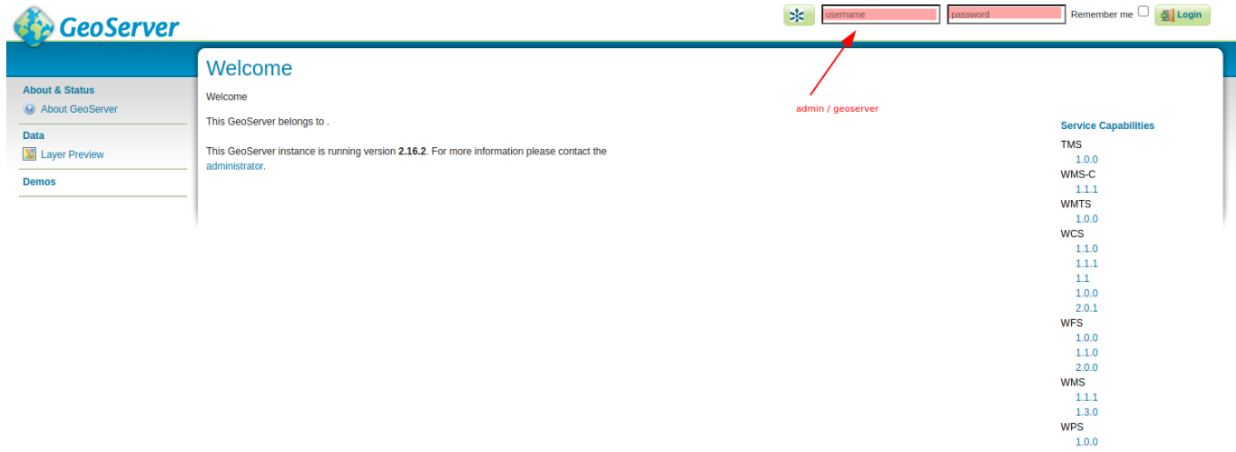 GeoServer
username password Remember me Login
Welcome
About & Status
About GeoServer
Data
Layer Preview
Demos
Welcome
This GeoServer belongs to .
This GeoServer instance is running version 2.16.2. For more information please contact the
administrator.
admin / geoserver
Service Capabilities
TMS
1.0.0
WMS-C
1.1.1
WMTS
1.0.0
WCS
1.1.0
1.1.1
1.1
1.0.0
2.0.1
WFS
1.0.0
1.1.0
2.0.0
WMS
1.1.1
1.3.0
WPS
1.0.0